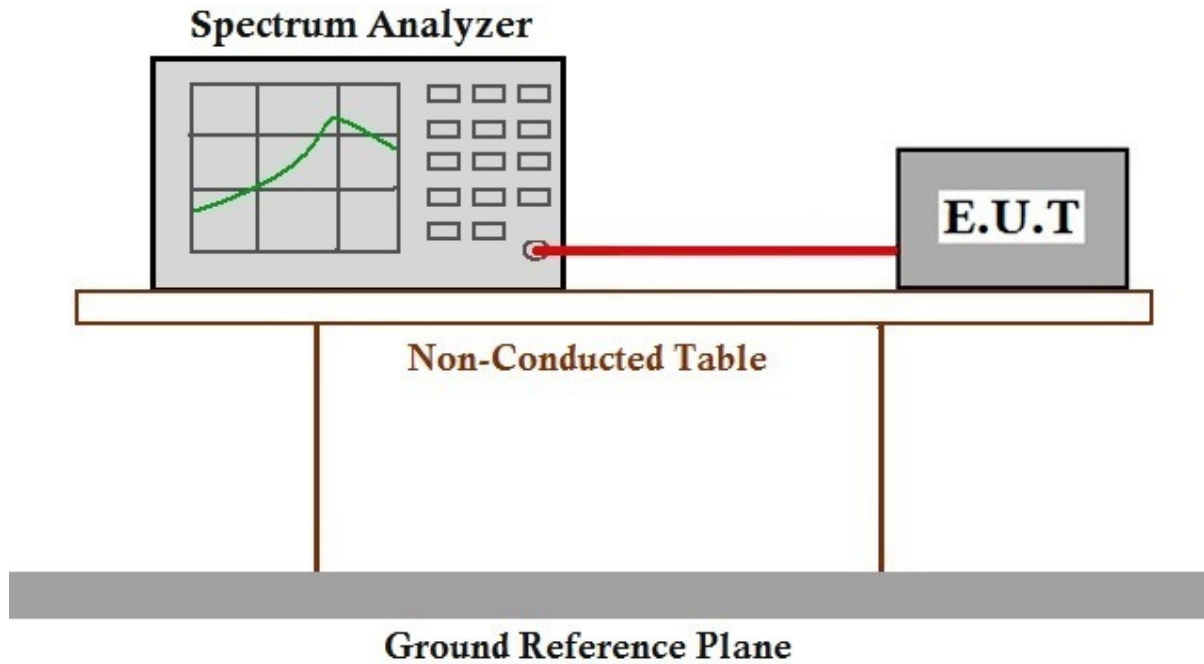 Spectrum Analyzer
E.U.T
Non-Conducted Table
Ground Reference Plane